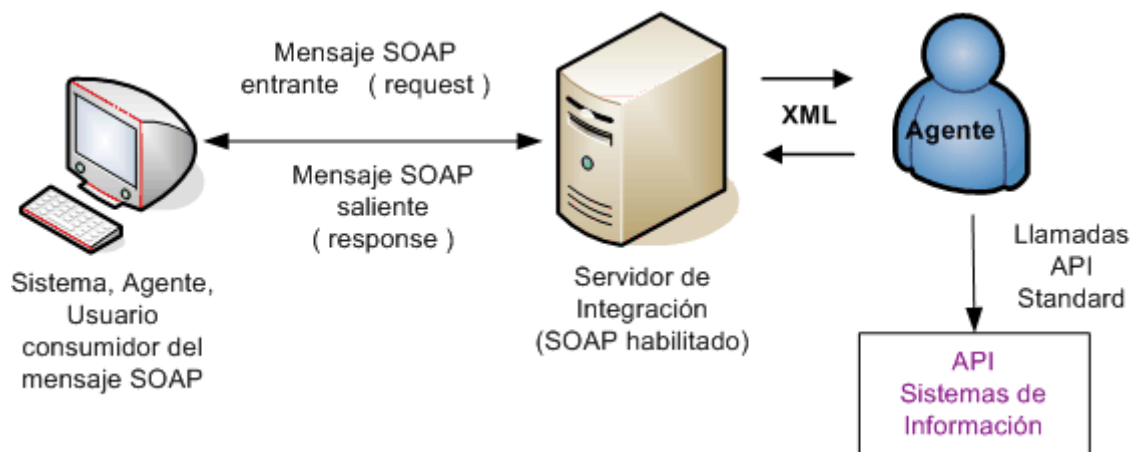 Mensaje SOAP
entrante ( request )
Mensaje SOAP
saliente
( response )
Sistema, Agente,
Usuario
consumidor del
mensaje SOAP
Servidor de
Integración
(SOAP habilitado)
XML
Agente
Llamadas
API
Standard
API
Sistemas de
Información